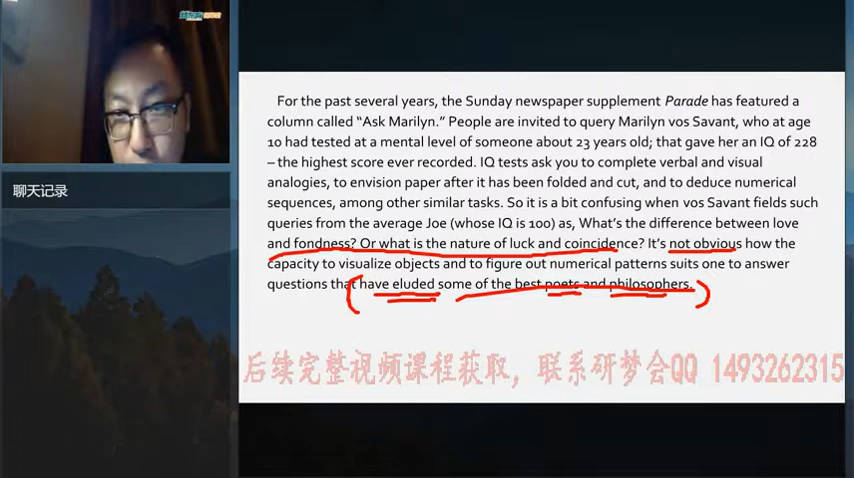 聊天记录
For the past several years, the Sunday newspaper supplement Parade has featured a
column called “Ask Marilyn.” People are invited to query Marilyn vos Savant, who at age
10 had tested at a mental level of someone about 23 years old; that gave her an IQ of 228
– the highest score ever recorded. IQ tests ask you to complete verbal and visual
analogies, to envision paper after it has been folded and cut, and to deduce numerical
sequences, among other similar tasks. So it is a bit confusing when vos Savant fields such
queries from the average Joe (whose IQ is 100) as, What’s the difference between love
and fondness? Or what is the nature of luck and coincidence? It’s not obvious how the
capacity to visualize objects and to figure out numerical patterns suits one to answer
questions that have eluded some of the best poets and philosophers.
后续完整视频课程获取，联系研梦会QQ 1493262315